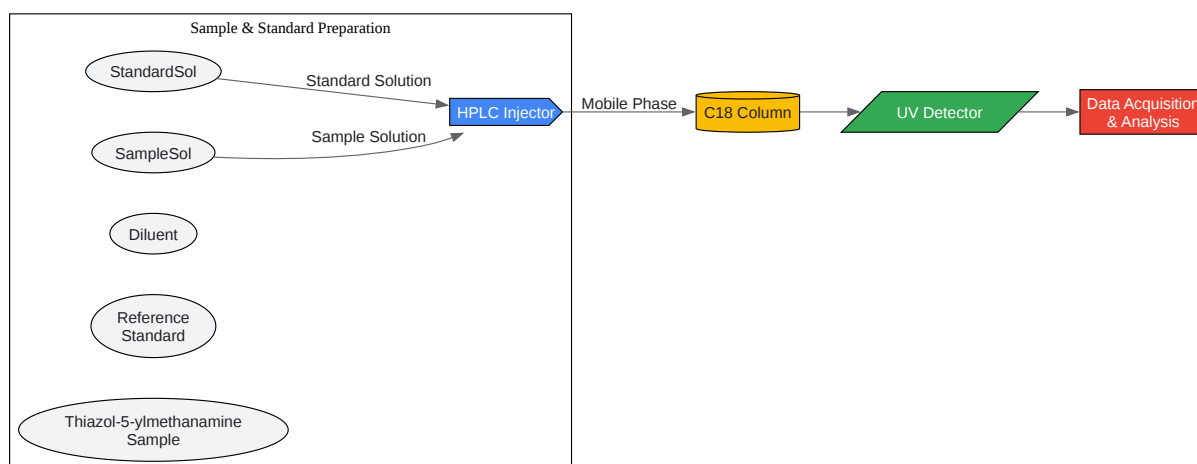 Sample & Standard Preparation
StandardSol
Standard Solution
HPLC Injector
Mobile Phase
C18 Column
UV Detector
Data Acquisition
& Analysis
Sample Solution
SampleSol
Diluent
Reference
Standard
Thiazol-5-ylmethanamine
Sample